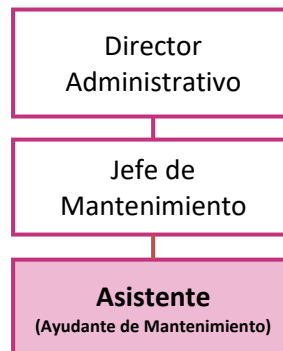 Director
Administrativo
Jefe de
Mantenimiento
Asistente
(Ayudante de Mantenimiento)